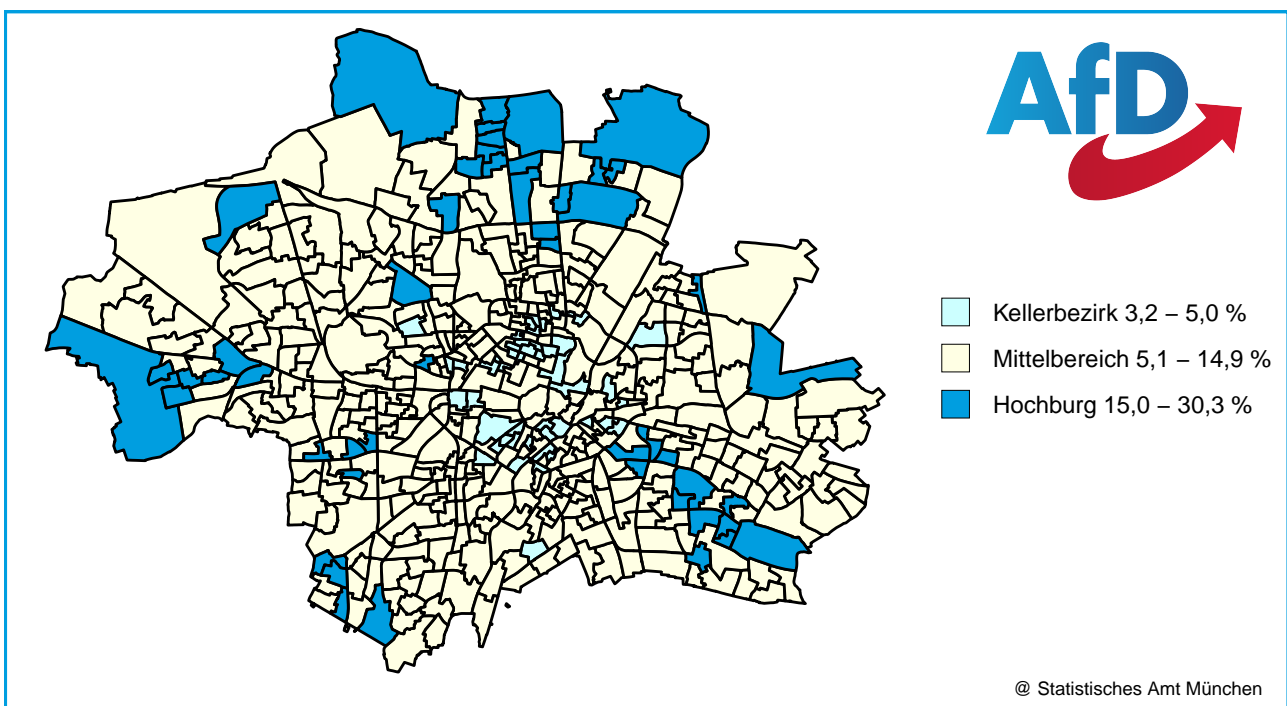 AfD
Kellerbezirk 3,2 – 5,0 %
Mittelbereich 5,1 – 14,9 %
Hochburg 15,0 – 30,3 %
@ Statistisches Amt München